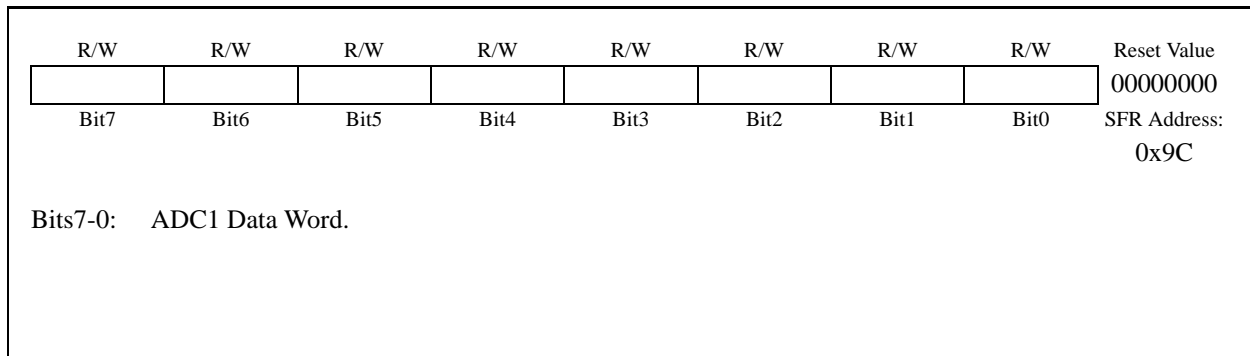 R/W R/W R/W R/W R/W R/W R/W R/W Reset Value
00000000
Bit7 Bit6 Bit5 Bit4 Bit3 Bit2 Bit1 Bit0 SFR Address:
0x9C
Bits7-0: ADC1 Data Word.